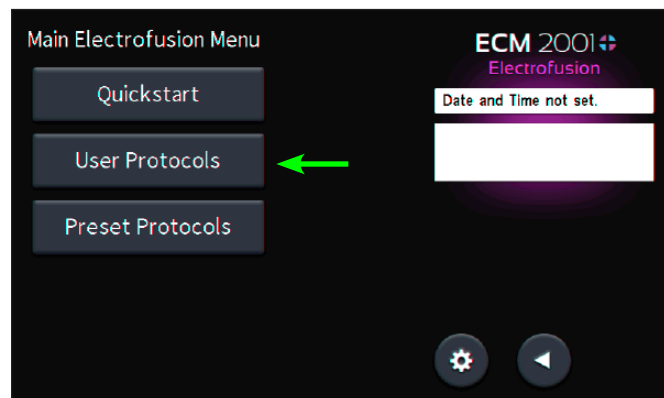 Main Electrofusion Menu
ECM 2001
Electrofusion
Quickstart
Date and Time not set.
User Protocols
Preset Protocols